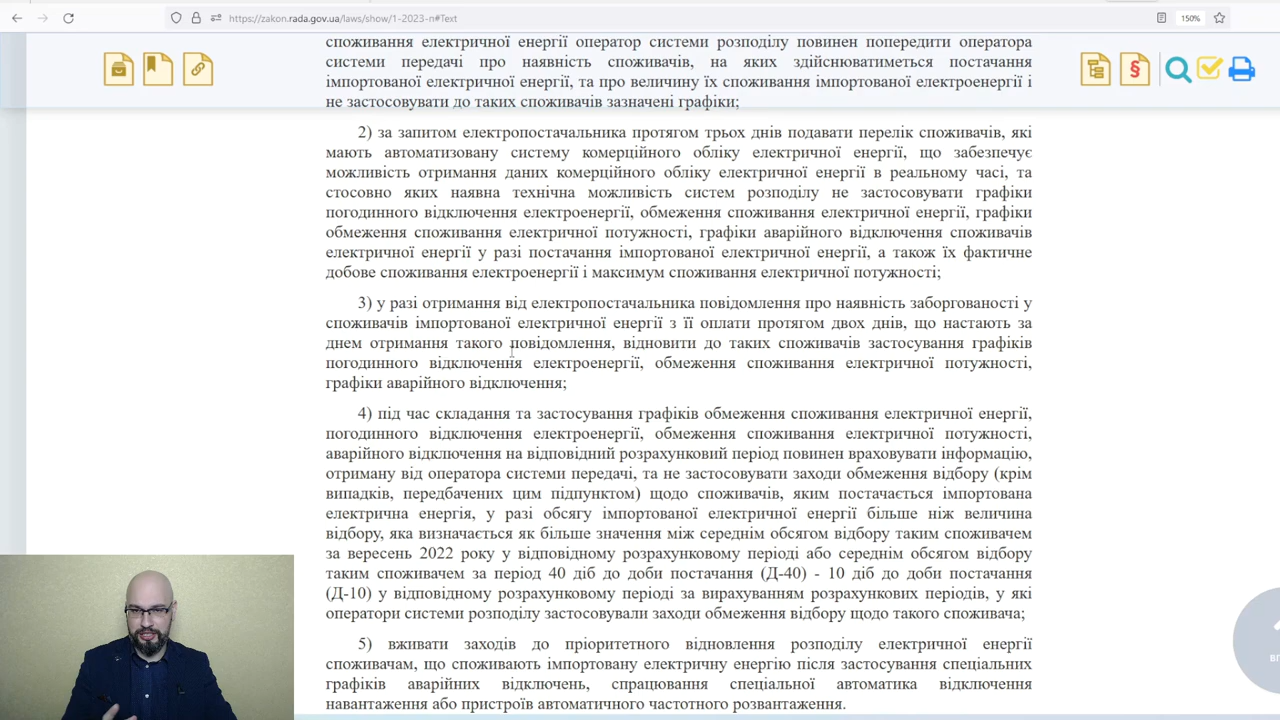 https://zakon.rada.gov.ua/laws/show/1-2023-п#Text
150%
споживання електричної енергії оператор системи розподілу повинен попередити оператора
системи передачі про наявність споживачів, на яких здійснюватиметься постачання
імпортованої електричної енергії, та про величину їх споживання імпортованої електроенергії і
не застосовувати до таких споживачів зазначені графіки;
2) за запитом електропостачальника протягом трьох днів подавати перелік споживачів, які
мають автоматизовану систему комерційного обліку електричної енергії, що забезпечує
можливість отримання даних комерційного обліку електричної енергії в реальному часі, та
стосовно яких наявна технічна можливість систем розподілу не застосовувати графіки
погодинного відключення електроенергії, обмеження споживання електричної енергії, графіки
обмеження споживання електричної потужності, графіки аварійного відключення споживачів
електричної енергії у разі постачання імпортованої електричної енергії, а також їх фактичне
добове споживання електроенергії і максимум споживання електричної потужності;
3) у разі отримання від електропостачальника повідомлення про наявність заборгованості у
споживачів імпортованої електричної енергії з її оплати протягом двох днів, що настають за
днем отримання такого повідомлення, відновити до таких споживачів застосування графіків
погодинного відключення електроенергії, обмеження споживання електричної потужності,
графіки аварійного відключення;
4) під час складання та застосування графіків обмеження споживання електричної енергії,
погодинного відключення електроенергії, обмеження споживання електричної потужності,
аварійного відключення на відповідний розрахунковий період повинен враховувати інформацію,
отриману від оператора системи передачі, та не застосовувати заходи обмеження відбору (крім
випадків, передбачених цим підпунктом) щодо споживачів, яким постачається імпортована
електрична енергія, у разі обсягу імпортованої електричної енергії більше ніж величина
відбору, яка визначається як більше значення між середнім обсягом відбору таким споживачем
за вересень 2022 року у відповідному розрахунковому періоді або середнім обсягом відбору
таким споживачем за період 40 діб до доби постачання (Д-40) - 10 діб до доби постачання
(Д-10) у відповідному розрахунковому періоді за вирахуванням розрахункових періодів, у які
оператори системи розподілу застосовували заходи обмеження відбору щодо такого споживача;
5) вживати заходів до пріоритетного відновлення розподілу електричної енергії
споживачам, що споживають імпортовану електричну енергію після застосування спеціальних
графіків аварійних відключень, спрацювання спеціальної автоматика відключення
навантаження або пристроїв автоматичного частотного розвантаження.